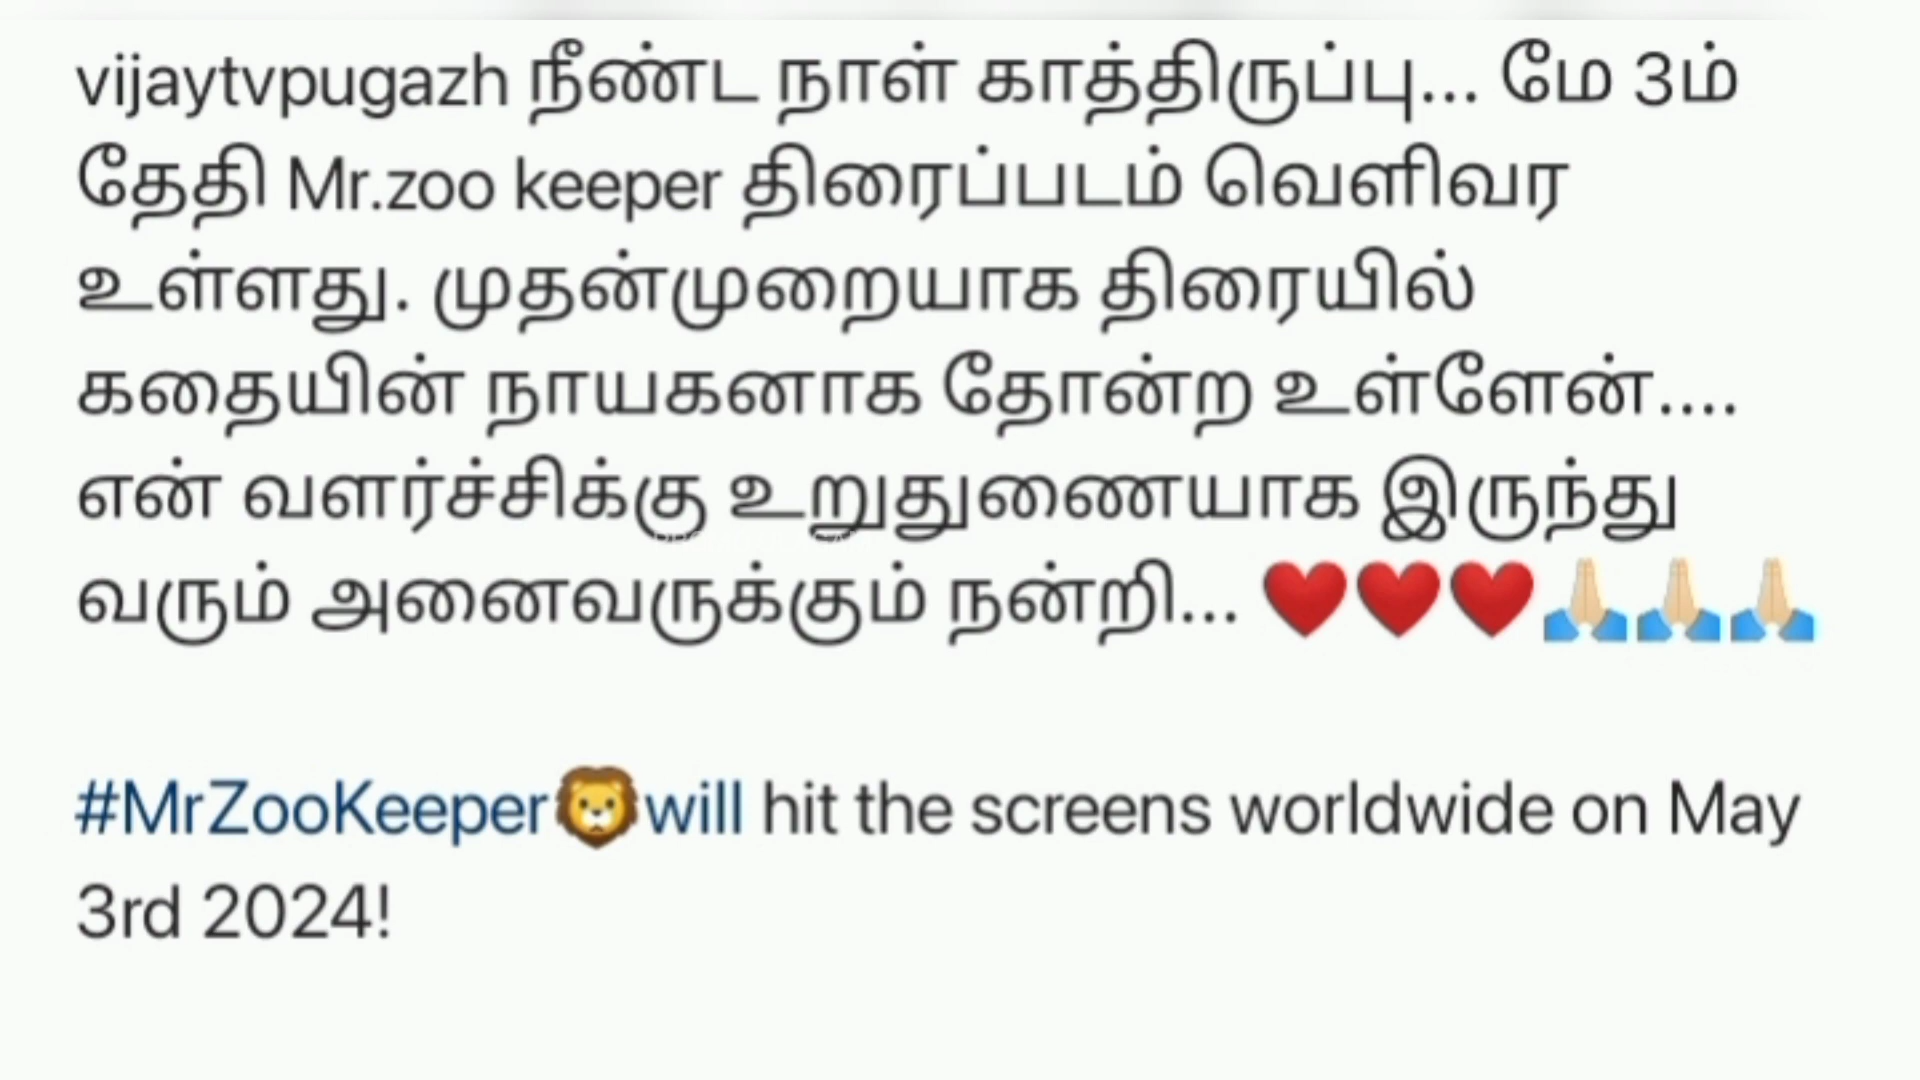 vijaytvpugazh நீண்ட நாள் காத்திருப்பு... மே 3ம்
தேதி Mr.zoo keeper திரைப்படம் வெளிவர
உள்ளது. முதன்முறையாக திரையில்
கதையின் நாயகனாக தோன்ற உள்ளேன்....
என் வளர்ச்சிக்கு உறுதுணையாக இருந்து
வரும் அனைவருக்கும் நன்றி... ❤️❤️❤️🙏🏻🙏🏻🙏🏻
#MrZooKeeper🦁will hit the screens worldwide on May
3rd 2024!